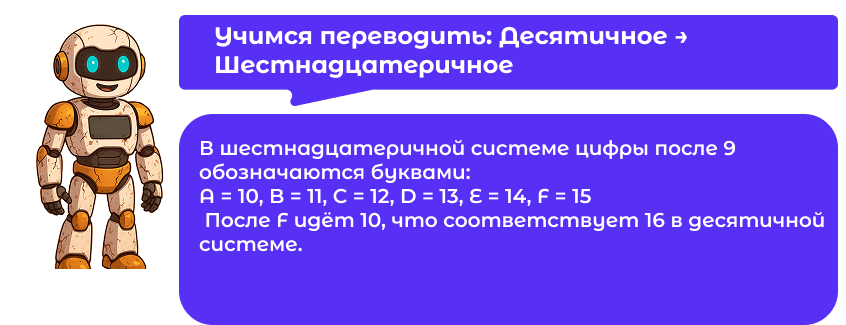 Учимся переводить: Десятичное →
Шестнадцатеричное
В шестнадцатеричной системе цифры после 9
обозначаются буквами:
A = 10, B = 11, C = 12, D = 13, E = 14, F = 15
После F идёт 10, что соответствует 16 в десятичной
системе.